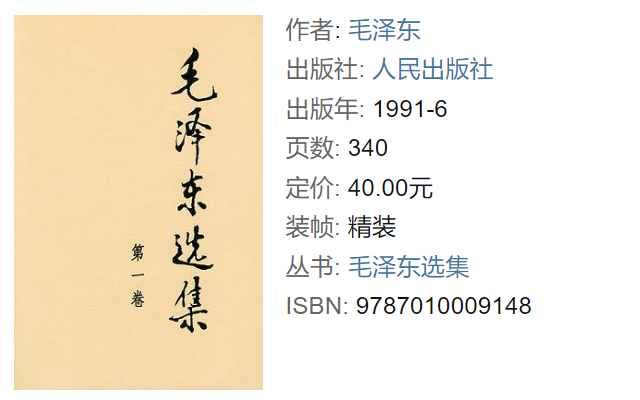 毛泽东选集
第一卷
作者: 毛泽东
出版社: 人民出版社
出版年: 1991-6
页数: 340
定价: 40.00元
装帧: 精装
丛书: 毛泽东选集
ISBN: 9787010009148